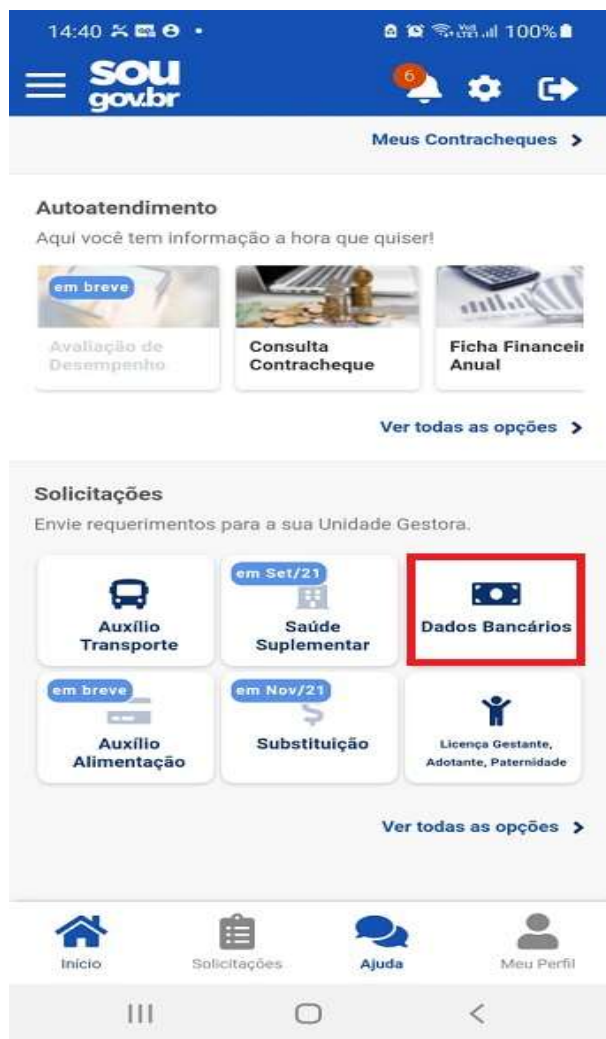 14:40
100%
sou
gov.br
6
Meus Contracheques
Autoatendimento
Aqui você tem informação a hora que quiser!
em breve
Avaliação de
Desempenho
Consulta
Contracheque
Ficha Financeir
Anual
Ver todas as opções
Solicitações
Envie requerimentos para a sua Unidade Gestora.
Auxílio
Transporte
em Set/21
Saúde
Suplementar
Dados Bancários
em breve
Auxílio
Alimentação
em Nov/21
Substituição
Licença Gestante,
Adotante, Paternidade
Ver todas as opções
Início
Solicitações
Ajuda
Meu Perfil